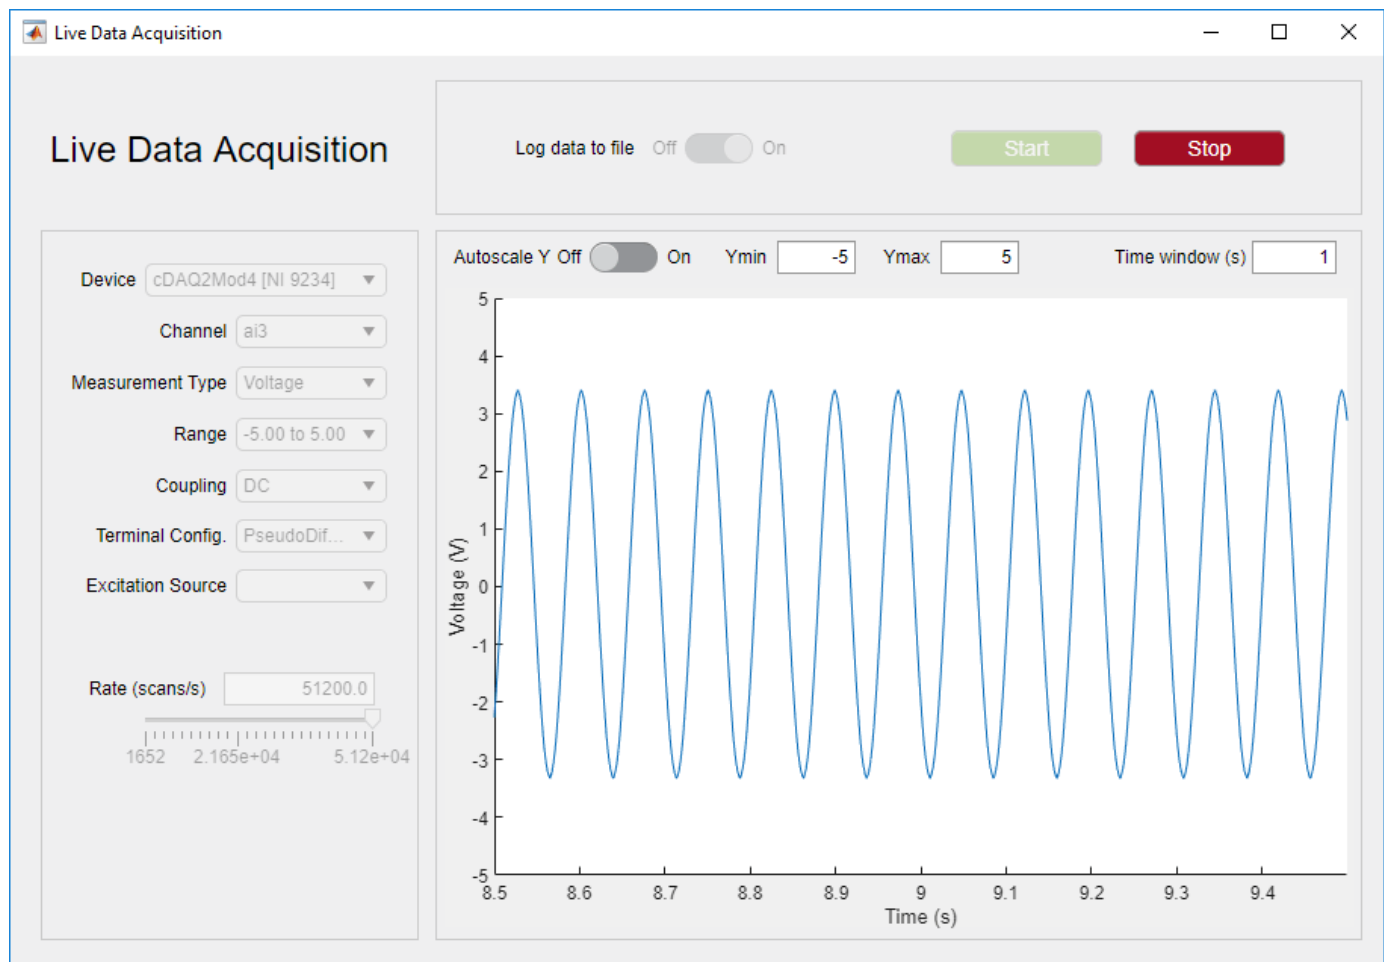 Live Data Acquisition
Live Data Acquisition
Log data to file Off On Start Stop
Device cDAQ2Mod4 [NI 9234]
Channel ai3
Measurement Type Voltage
Range -5.00 to 5.00
Coupling DC
Terminal Config. PseudoDif...
Excitation Source
Rate (scans/s) 51200.0
1652 2.165e+04 5.12e+04
Autoscale Y Off On Ymin -5 Ymax 5 Time window (s) 1
5
4
3
2
1
0
-1
-2
-3
-4
-5
Voltage (V)
8.5 8.6 8.7 8.8 8.9 9 9.1 9.2 9.3 9.4
Time (s)